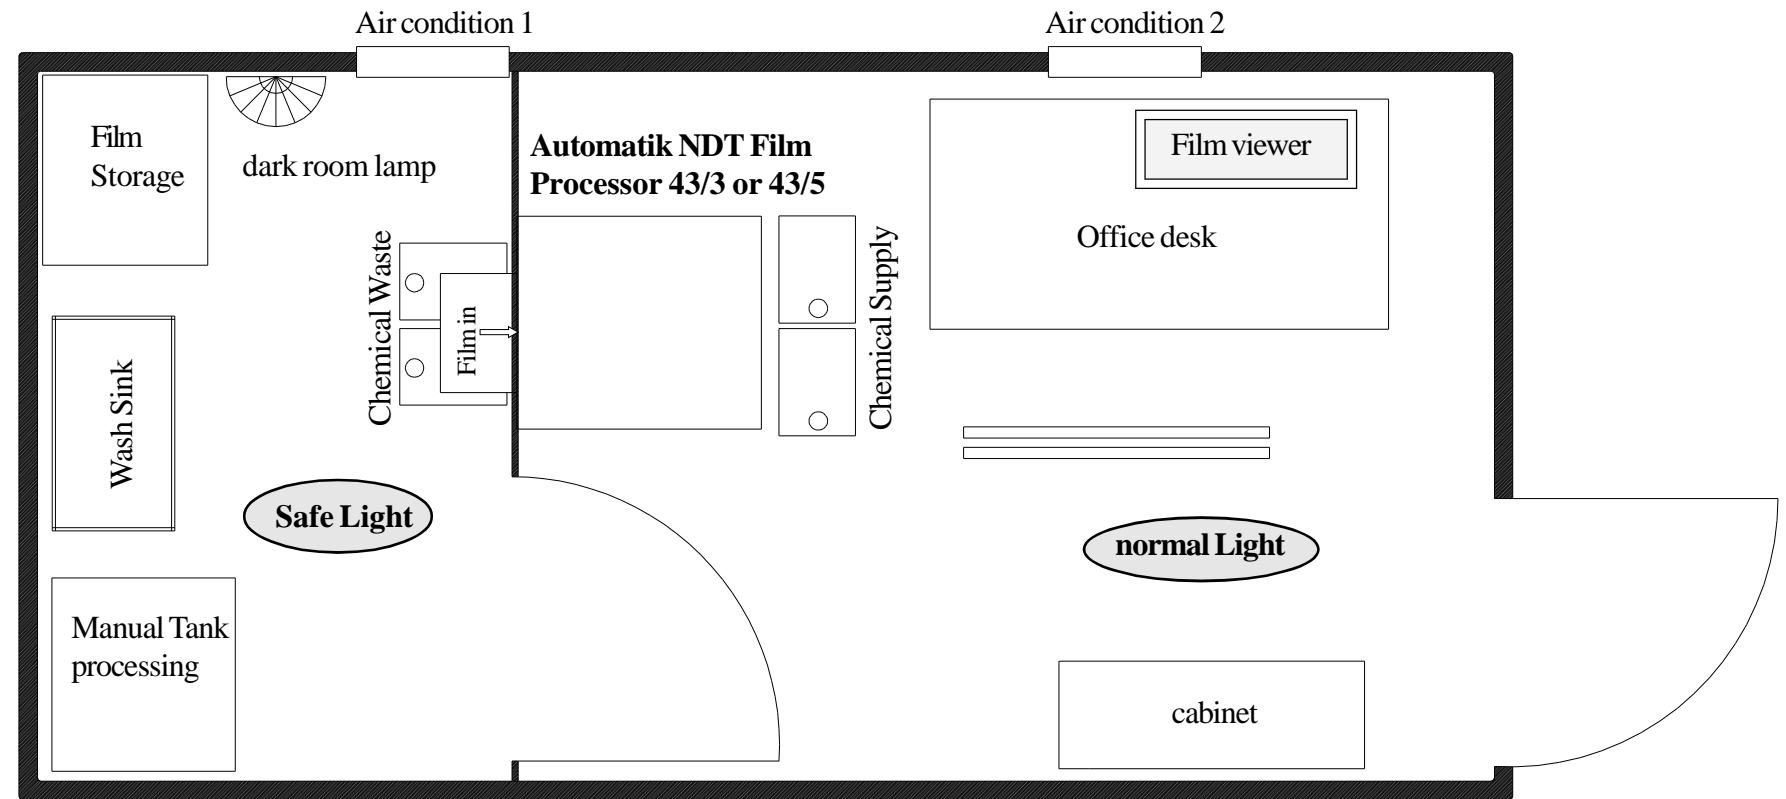 Air condition 1
Air condition 2
Film
Storage
dark room lamp
Automatik NDT Film
Processor 43/3 or 43/5
Film viewer
Office desk
Chemical Waste
Film in
Chemical Supply
Wash Sink
Safe Light
normal Light
Manual Tank
processing
cabinet